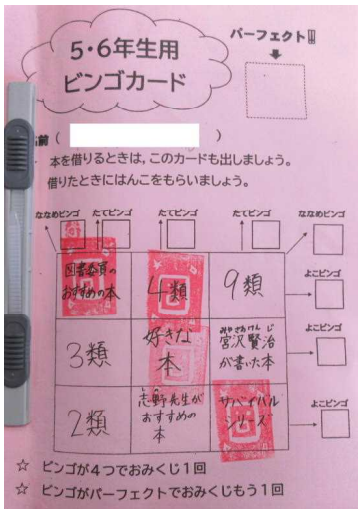 5・6年生用
ビンゴカード
パーフェクト!!
名前( )
本を借りるときは,このカードも出しましょう。
借りたときにはんこをもらいましょう。
ななめビンゴ たてビンゴ たてビンゴ たてビンゴ ななめビンゴ
図書委員の
おすすめの本
4類
9類
よこビンゴ
3類
好きな
本
みやざわけんじ
宮沢賢治
が書いた本
よこビンゴ
2類
志野先生が
おすすめの
本
サバイバル
シリーズ
よこビンゴ
☆ ビンゴが4つでおみくじ1回
☆ ビンゴがパーフェクトでおみくじもう1回